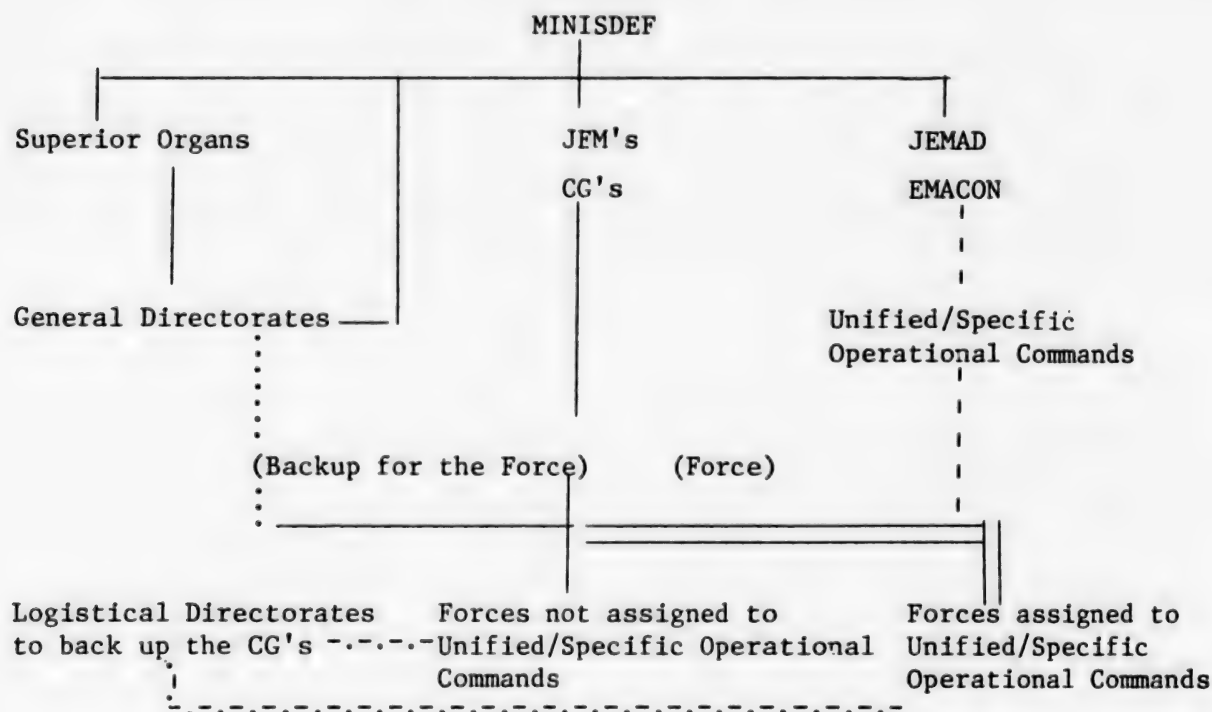 MINISDEF
Superior Organs
JEM's
JEMAD
CG's
EMACON
General Directorates
Unified/Specific
Operational Commands
(Backup for the Force)
(Force)
Logistical Directorates
to back up the CG's
Forces not assigned to
Unified/Specific Operational
Commands
Forces assigned to
Unified/Specific
Operational Commands